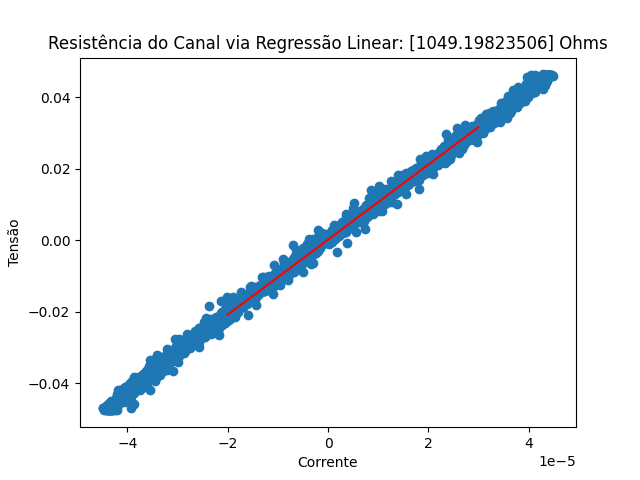 Resistência do Canal via Regressão Linear: [1049.19823506] Ohms
Tensão
0.04
0.02
0.00
−0.02
−0.04
−4
−2
0
2
4
1e−5
Corrente